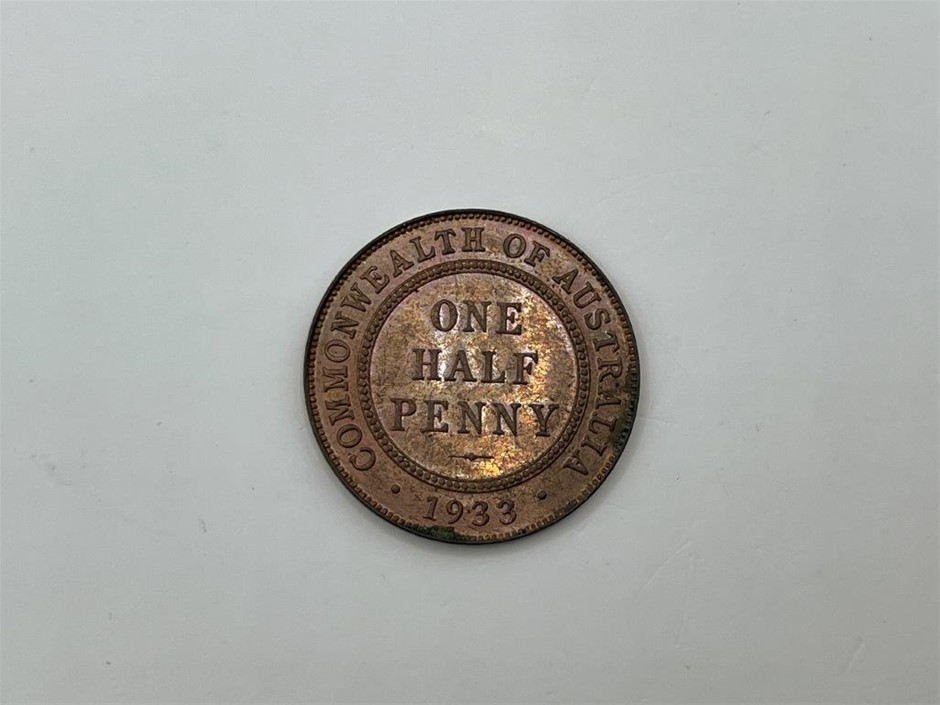 COMMONWEALTH OF AUSTRALIA
ONE
HALF
PENNY
· 1933 ·